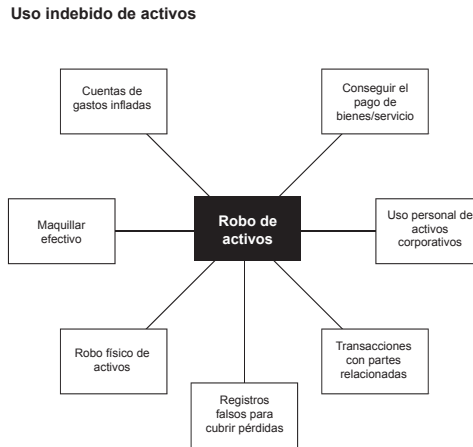 Uso indebido de activos
Cuentas de
gastos infladas
Conseguir el
pago de
bienes/servicio
Maquillar
efectivo
Robo de
activos
Uso personal de
activos
corporativos
Robo físico de
activos
Registros
falsos para
cubrir pérdidas
Transacciones
con partes
relacionadas